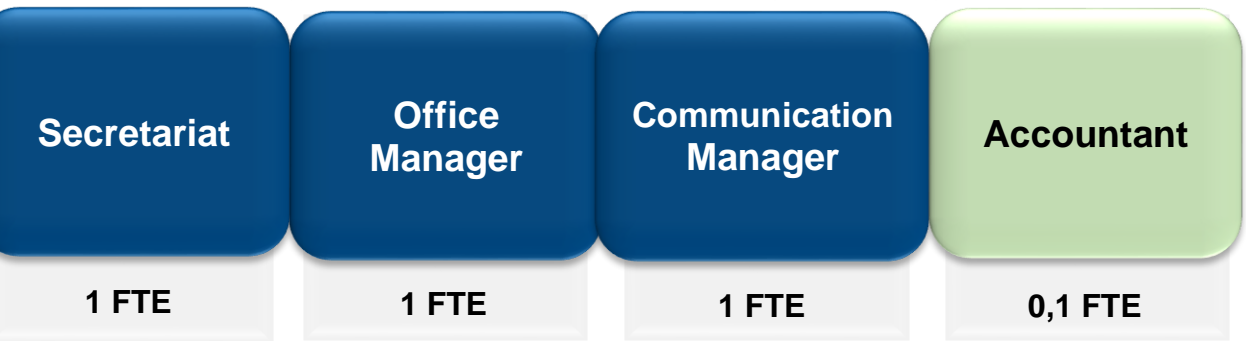 Secretariat
Office
Manager
Communication
Manager
Accountant
1 FTE
1 FTE
1 FTE
0,1 FTE